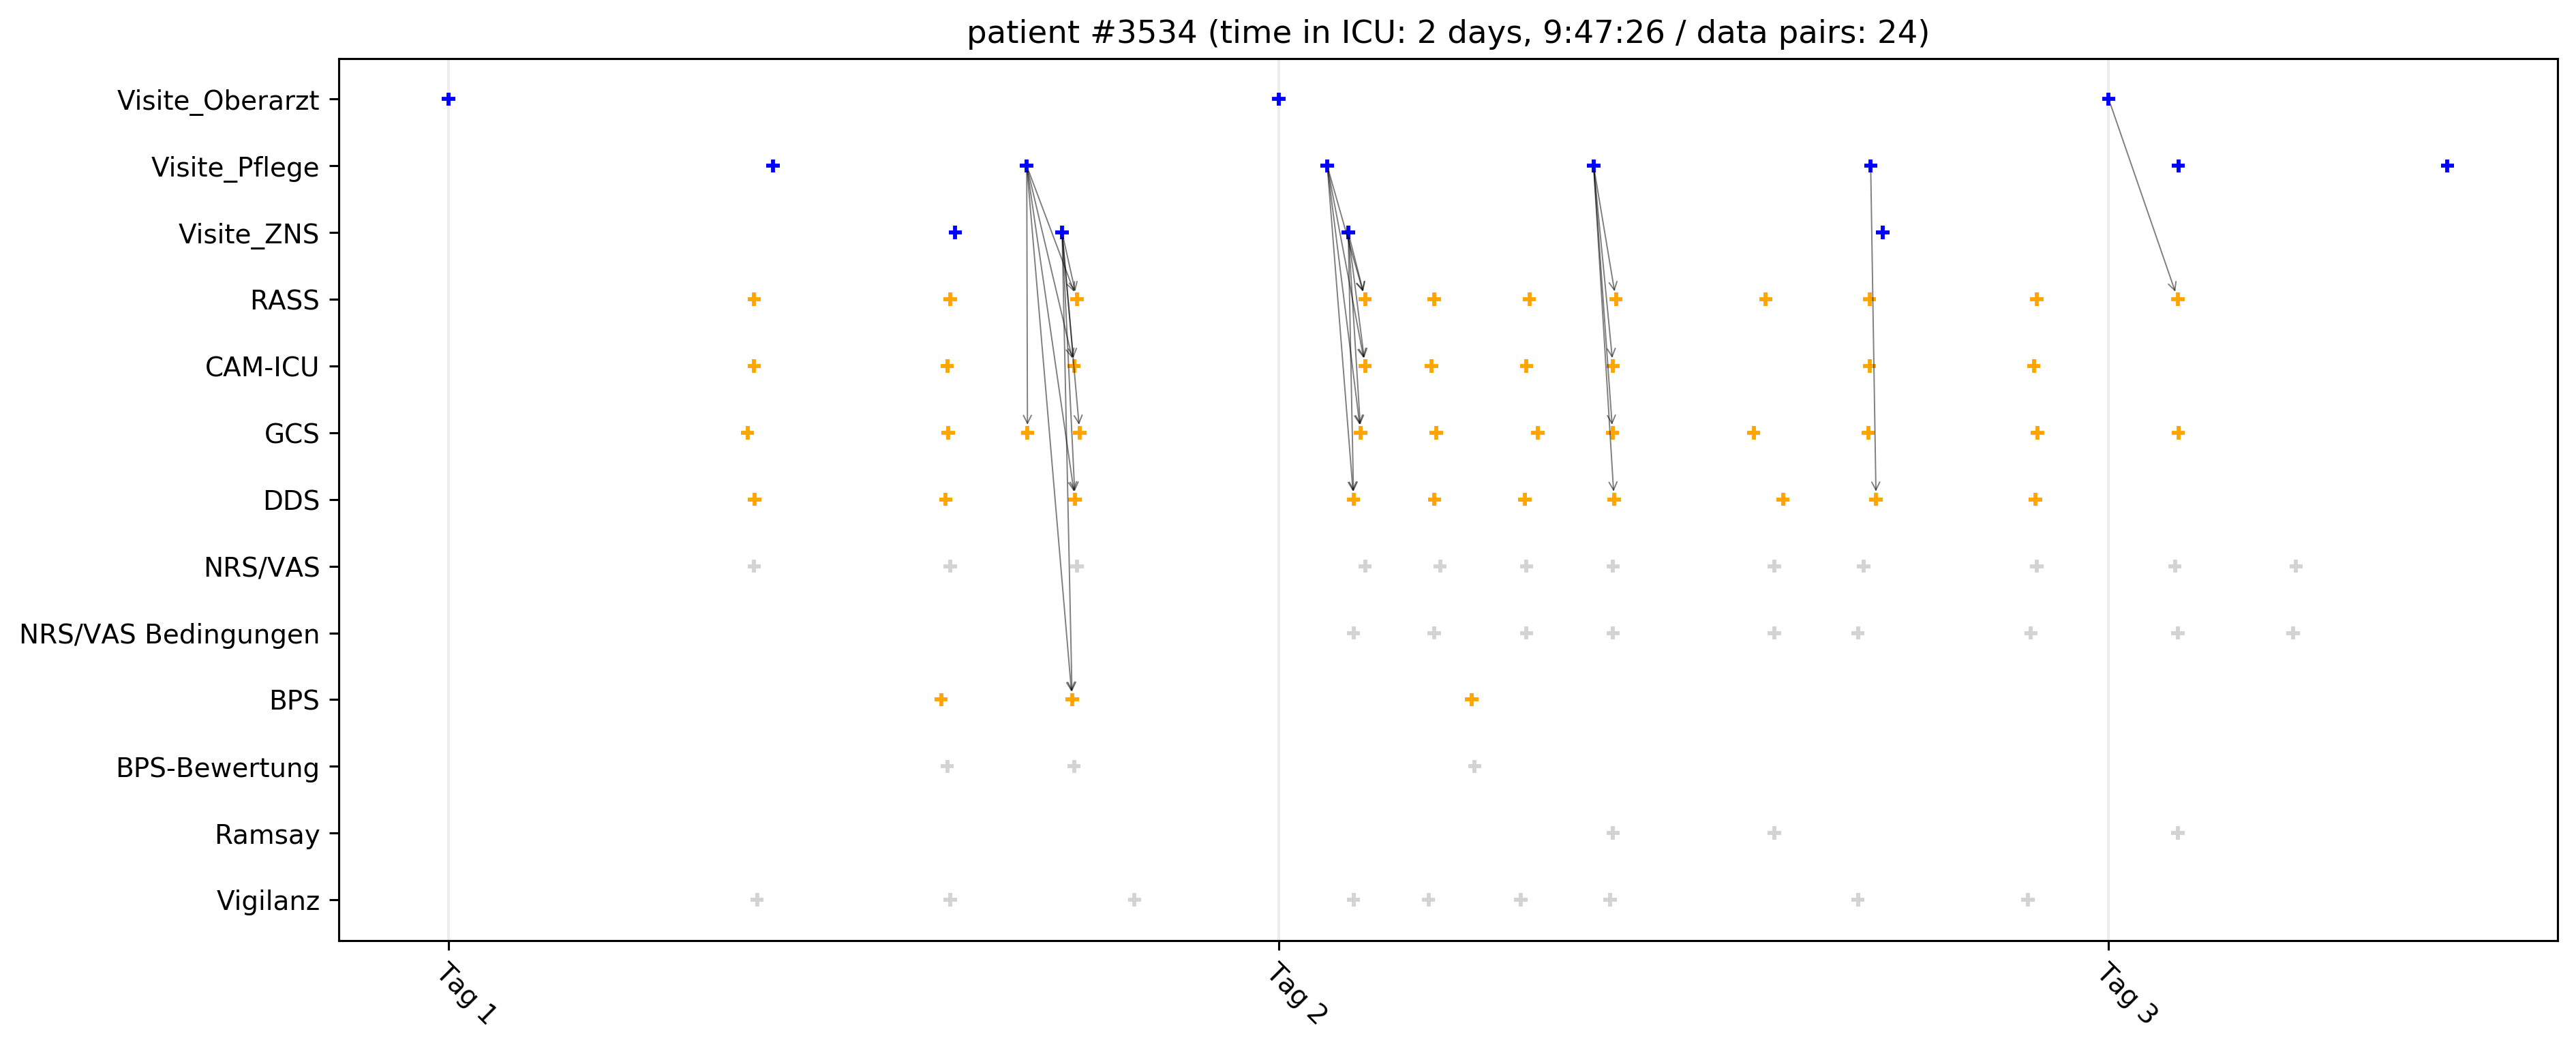 patient #3534 (time in ICU: 2 days, 9:47:26 / data pairs: 24)
Visite_Oberarzt
Visite_Pflege
Visite_ZNS
RASS
CAM-ICU
GCS
DDS
NRS/VAS
NRS/VAS Bedingungen
BPS
BPS-Bewertung
Ramsay
Vigilanz
Tag 1
Tag 2
Tag 3